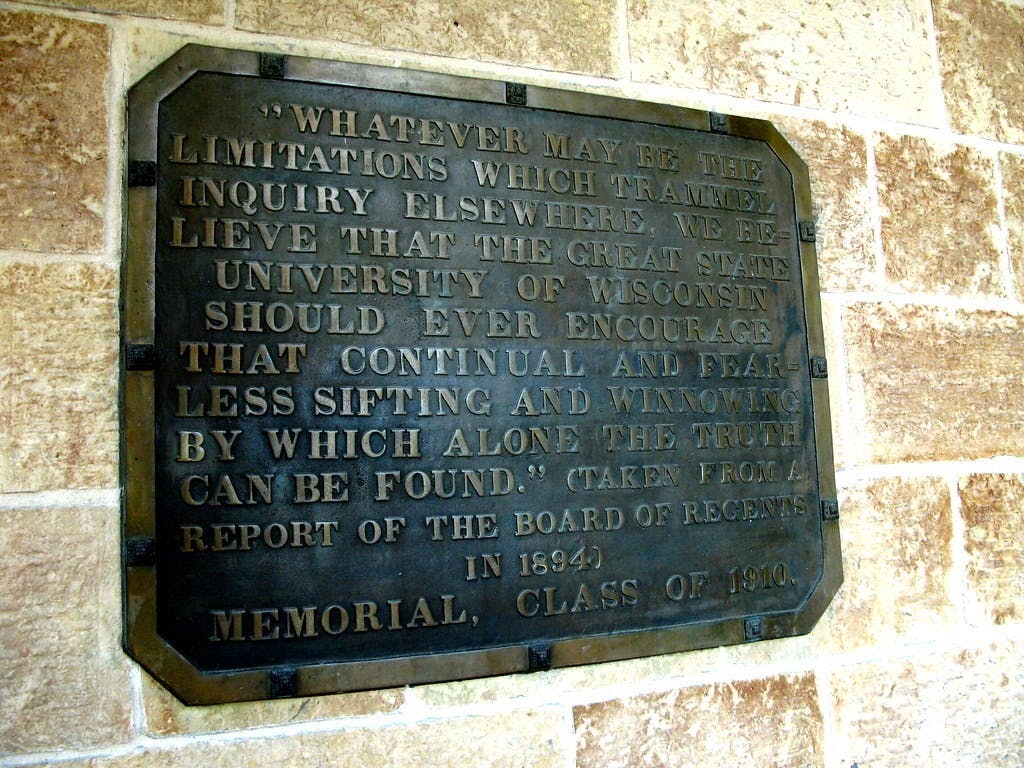 ”WHATEVER MAY BE THE
LIMITATIONS WHICH TRAMMEL
INQUIRY ELSEWHERE, WE BE-
LIEVE THAT THE GREAT STATE
UNIVERSITY OF WISCONSIN
SHOULD EVER ENCOURAGE
THAT CONTINUAL AND FEAR-
LESS SIFTING AND WINNOWING
BY WHICH ALONE THE TRUTH
CAN BE FOUND.” (TAKEN FROM A
REPORT OF THE BOARD OF REGENTS
IN 1894.)
MEMORIAL, CLASS OF 1910.